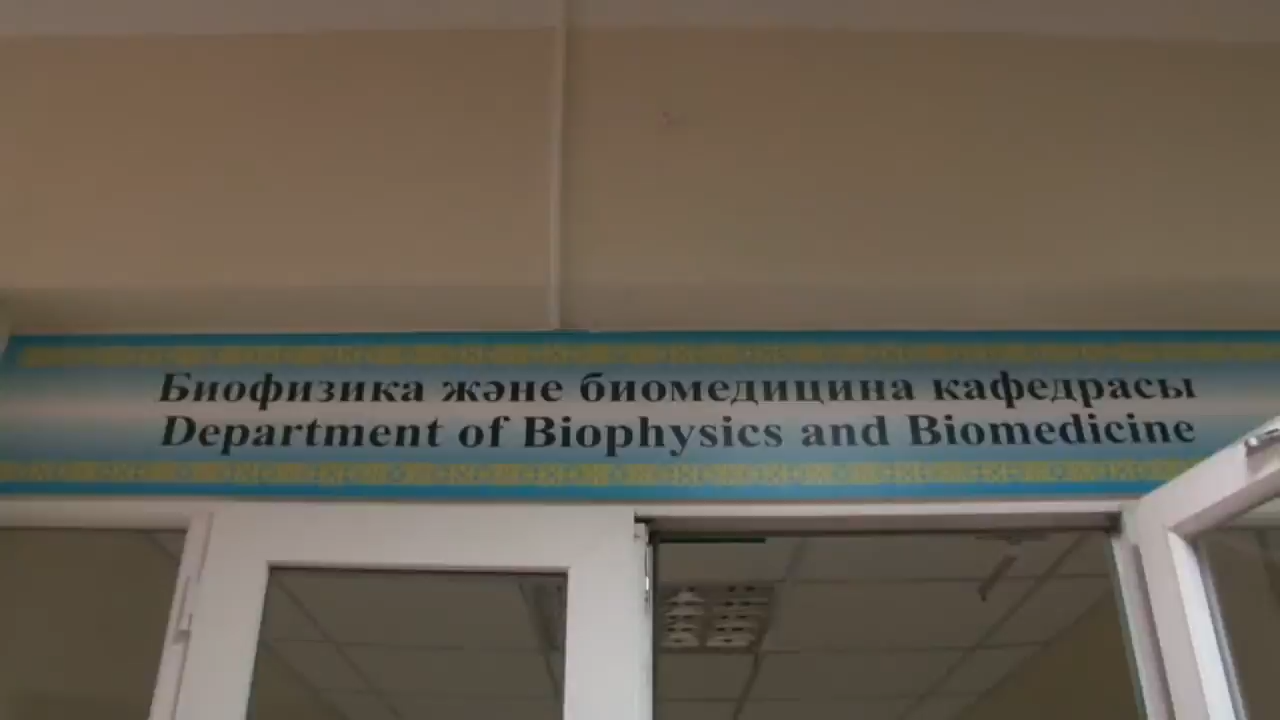 Биофизика және биомедицина кафедрасы
Department of Biophysics and Biomedicine